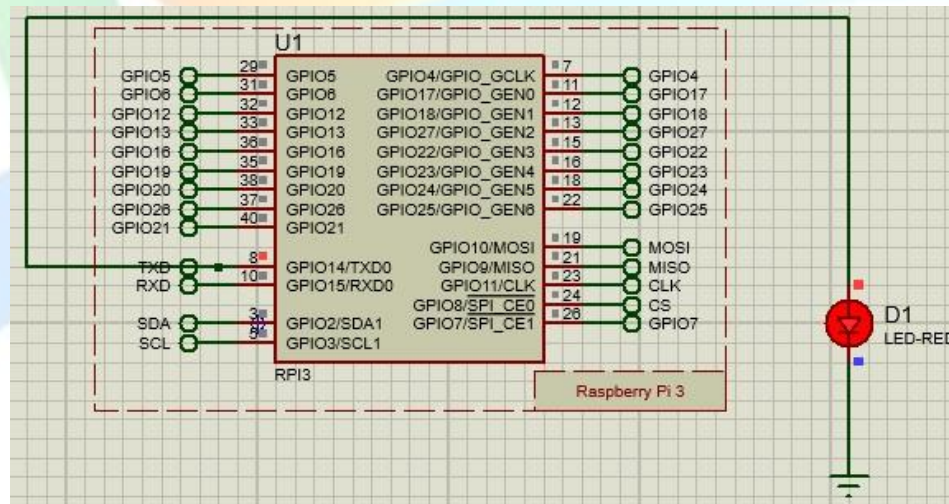 U1
GPIO5 29 GPIO5 GPIO4/GPIO_GCLK 7 GPIO4
GPIO6 31 GPIO6 GPIO17/GPIO_GEN0 11 GPIO17
GPIO12 32 GPIO12 GPIO18/GPIO_GEN1 12 GPIO18
GPIO13 33 GPIO13 GPIO27/GPIO_GEN2 13 GPIO27
GPIO16 36 GPIO16 GPIO22/GPIO_GEN3 15 GPIO22
GPIO19 35 GPIO19 GPIO23/GPIO_GEN4 16 GPIO23
GPIO20 38 GPIO20 GPIO24/GPIO_GEN5 18 GPIO24
GPIO26 37 GPIO26 GPIO25/GPIO_GEN6 22 GPIO25
GPIO21 40 GPIO21
GPIO10/MOSI 19 MOSI
TXD 8 GPIO14/TXD0 GPIO9/MISO 21 MISO
RXD 10 GPIO15/RXD0 GPIO11/CLK 23 CLK
GPIO8/SPI_CE0 24 CS
SDA 3 GPIO2/SDA1 GPIO7/SPI_CE1 26 GPIO7
SCL 5 GPIO3/SCL1
RPI3
Raspberry Pi 3
D1
LED-RED